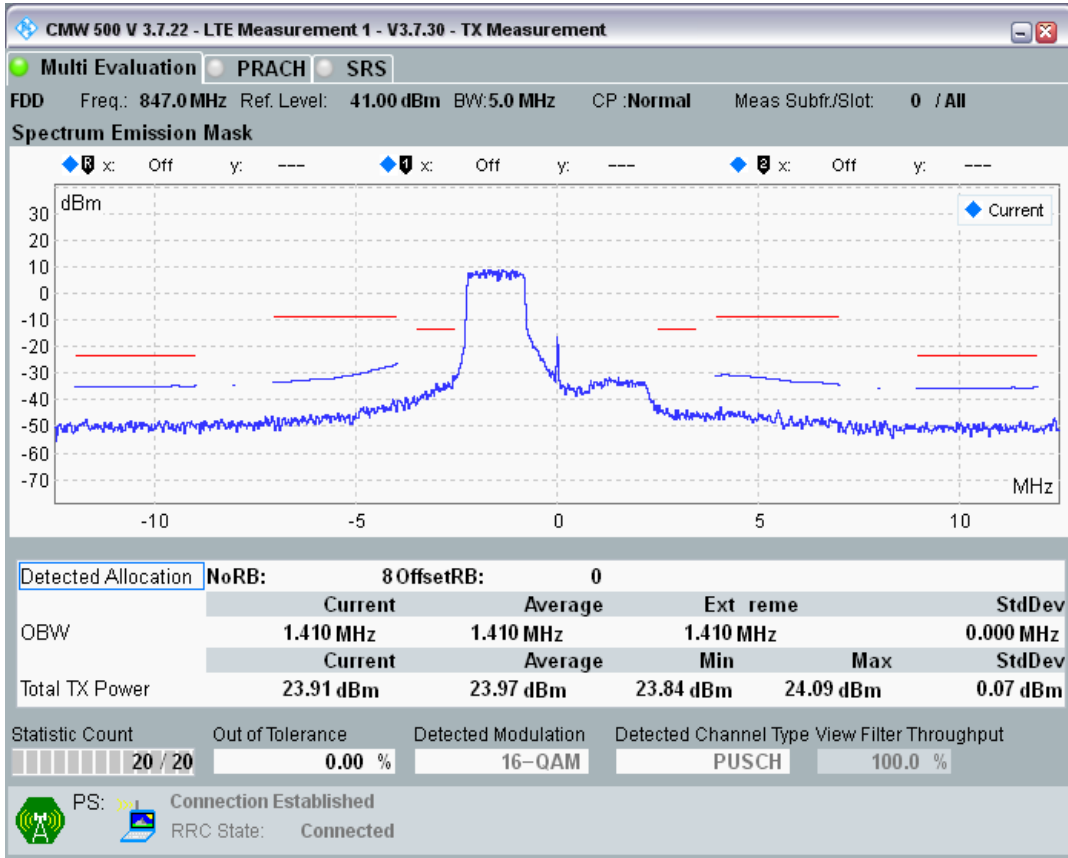 CMW 500 V 3.7.22 - LTE Measurement 1 - V3.7.30 - TX Measurement
Multi Evaluation PRACH SRS
FDD Freq.: 847.0 MHz Ref. Level: 41.00 dBm BW: 5.0 MHz CP : Normal Meas Subfr./Slot: 0 / All
Spectrum Emission Mask
R x: Off y: --- 1 x: Off y: --- 2 x: Off y: ---
dBm
Current
30
20
10
0
-10
-20
-30
-40
-50
-60
-70
MHz
-10 -5 0 5 10
Detected Allocation NoRB: 8 OffsetRB: 0
Current Average Ext reme StdDev
OBW 1.410 MHz 1.410 MHz 1.410 MHz 0.000 MHz
Current Average Min Max StdDev
Total TX Power 23.91 dBm 23.97 dBm 23.84 dBm 24.09 dBm 0.07 dBm
Statistic Count Out of Tolerance Detected Modulation Detected Channel Type View Filter Throughput
20 / 20 0.00 % 16-QAM PUSCH 100.0 %
PS: Connection Established
RRC State: Connected